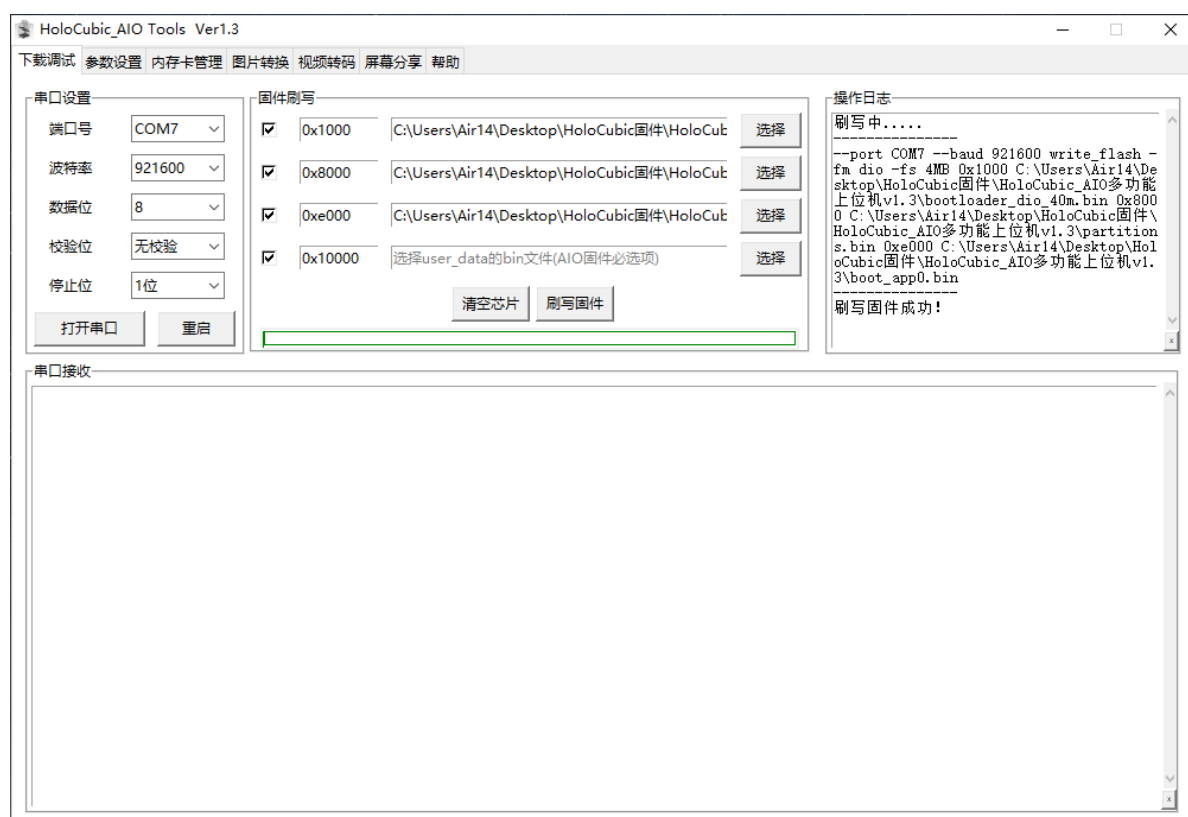 HoloCubic_AIO Tools Ver1.3
下载调试 参数设置 内存卡管理 图片转换 视频转码 屏幕分享 帮助
串口设置
端口号 COM7
波特率 921600
数据位 8
校验位 无校验
停止位 1位
打开串口 重启
固件刷写
0x1000 C:\Users\Air14\Desktop\HoloCubic固件\HoloCub 选择
0x8000 C:\Users\Air14\Desktop\HoloCubic固件\HoloCub 选择
0xe000 C:\Users\Air14\Desktop\HoloCubic固件\HoloCub 选择
0x10000 选择user_data的bin文件(AIO固件必选项) 选择
清空芯片 刷写固件
操作日志
刷写中.....
---------------
--port COM7 --baud 921600 write_flash -
fm dio -fs 4MB 0x1000 C:\Users\Air14\De
sktop\HoloCubic固件\HoloCubic_AIO多功能
上位机v1.3\bootloader_dio_40m.bin 0x800
0 C:\Users\Air14\Desktop\HoloCubic固件\
HoloCubic_AIO多功能上位机v1.3\partition
s.bin 0xe000 C:\Users\Air14\Desktop\Hol
oCubic固件\HoloCubic_AIO多功能上位机v1.
3\boot_app0.bin
---------------
刷写固件成功!
x
串口接收
x